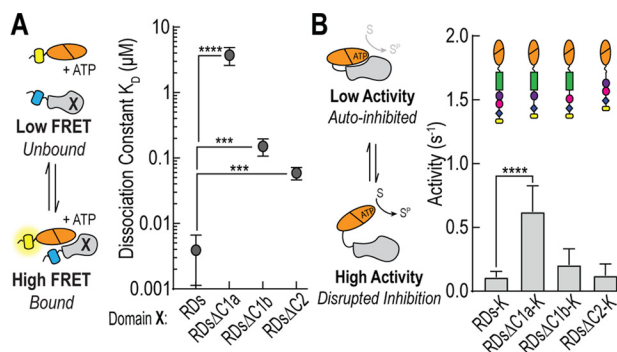 A
+ ATP
X
Low FRET
Unbound
+ ATP
X
High FRET
Bound
Dissociation Constant K_D (µM)
10
1
0.1
0.01
0.001
****
***
***
Domain X:
RDs
RDsΔC1a
RDsΔC1b
RDsΔC2
B
S
Sᴾ
ATP
Low Activity
Auto-inhibited
S
Sᴾ
ATP
High Activity
Disrupted Inhibition
Activity (s⁻¹)
2.0
1.5
1.0
0.5
0.0
****
RDs-K
RDsΔC1a-K
RDsΔC1b-K
RDsΔC2-K